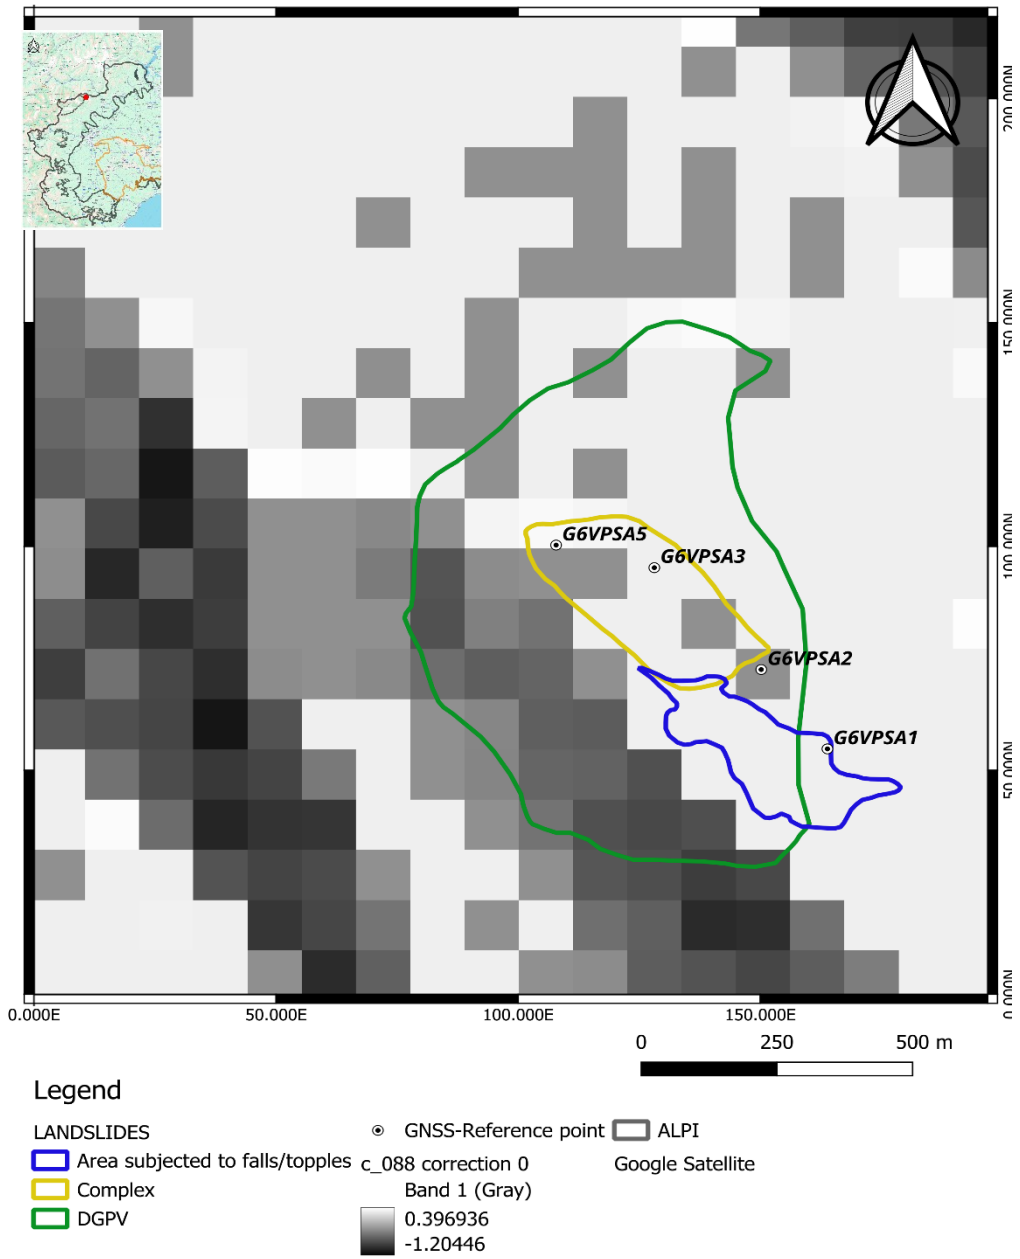 200.000N
150.000N
G6VPSA5
100.000N
G6VPSA3
G6VPSA2
G6VPSA1
50.000N
0.000N
0.000E 50.000E 100.000E 150.000E
0 250 500 m
Legend
LANDSLIDES
Area subjected to falls/topples
Complex
DGPV
GNSS-Reference point
c_088 correction 0
Band 1 (Gray)
0.396936
-1.20446
ALPI
Google Satellite